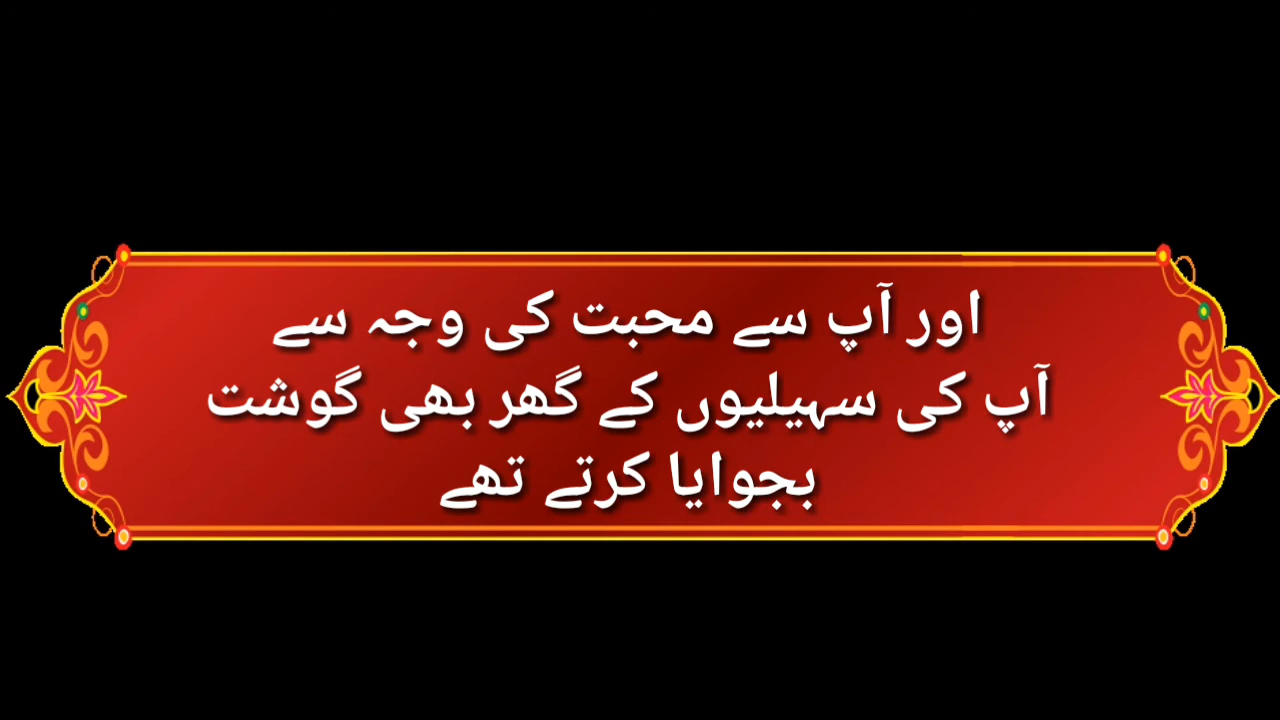 اور آپ سے محبت کی وجہ سے
آپ کی سہیلیوں کے گھر بھی گوشت
بجوایا کرتے تھے